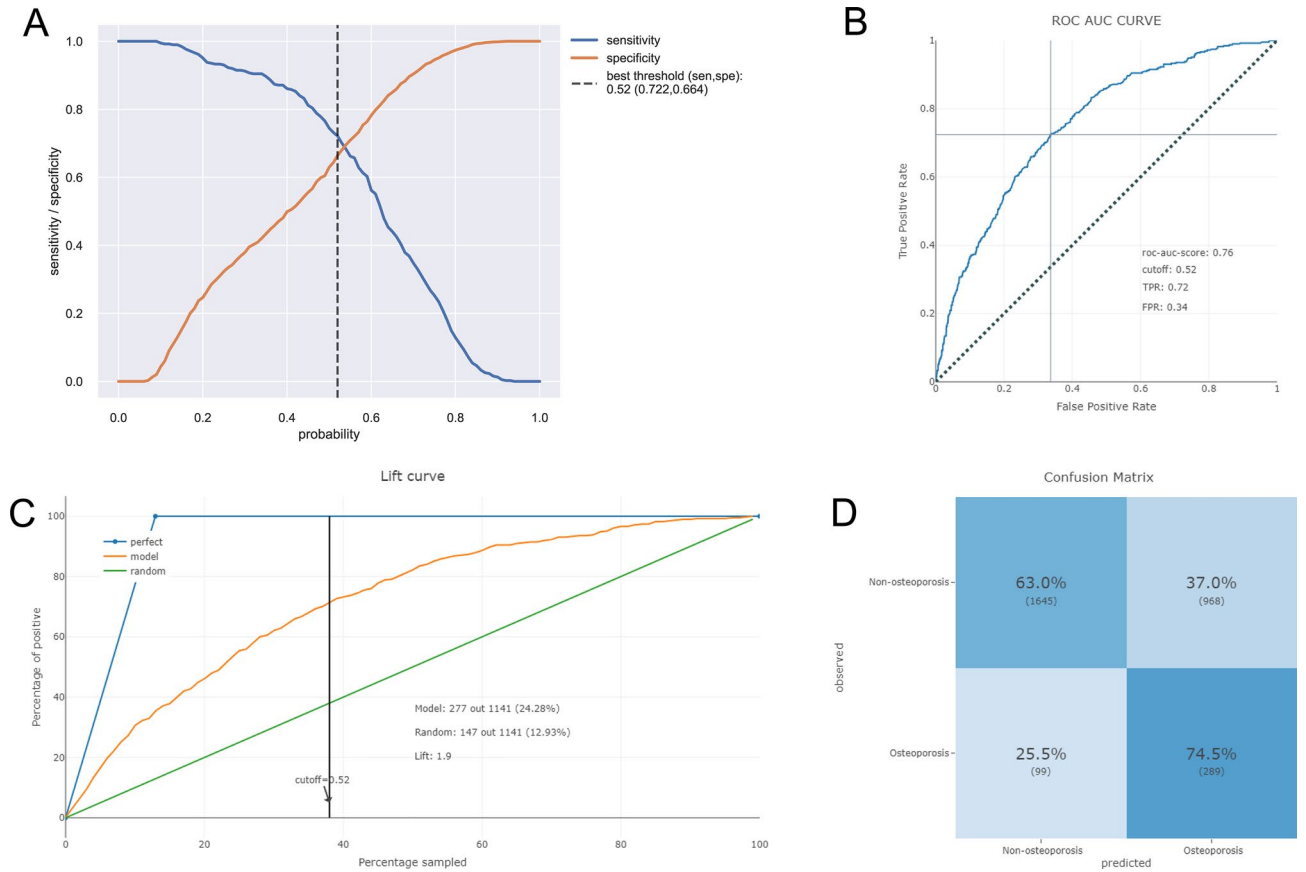 A
1.0
0.8
0.6
0.4
0.2
0.0
sensitivity / specificity
0.0 0.2 0.4 0.6 0.8 1.0
probability
sensitivity
specificity
best threshold (sen,spe):
0.52 (0.722,0.664)
B
ROC AUC CURVE
1
0.8
0.6
0.4
0.2
0
True Positive Rate
roc-auc-score: 0.76
cutoff: 0.52
TPR: 0.72
FPR: 0.34
0 0.2 0.4 0.6 0.8 1
False Positive Rate
C
Lift curve
100
80
60
40
20
0
Percentage of positive
perfect
model
random
Model: 277 out 1141 (24.28%)
Random: 147 out 1141 (12.93%)
Lift: 1.9
cutoff=0.52
0 20 40 60 80 100
Percentage sampled
D
Confusion Matrix
Non-osteoporosis
63.0%
(1645)
37.0%
(968)
observed
Osteoporosis
25.5%
(99)
74.5%
(289)
Non-osteoporosis Osteoporosis
predicted